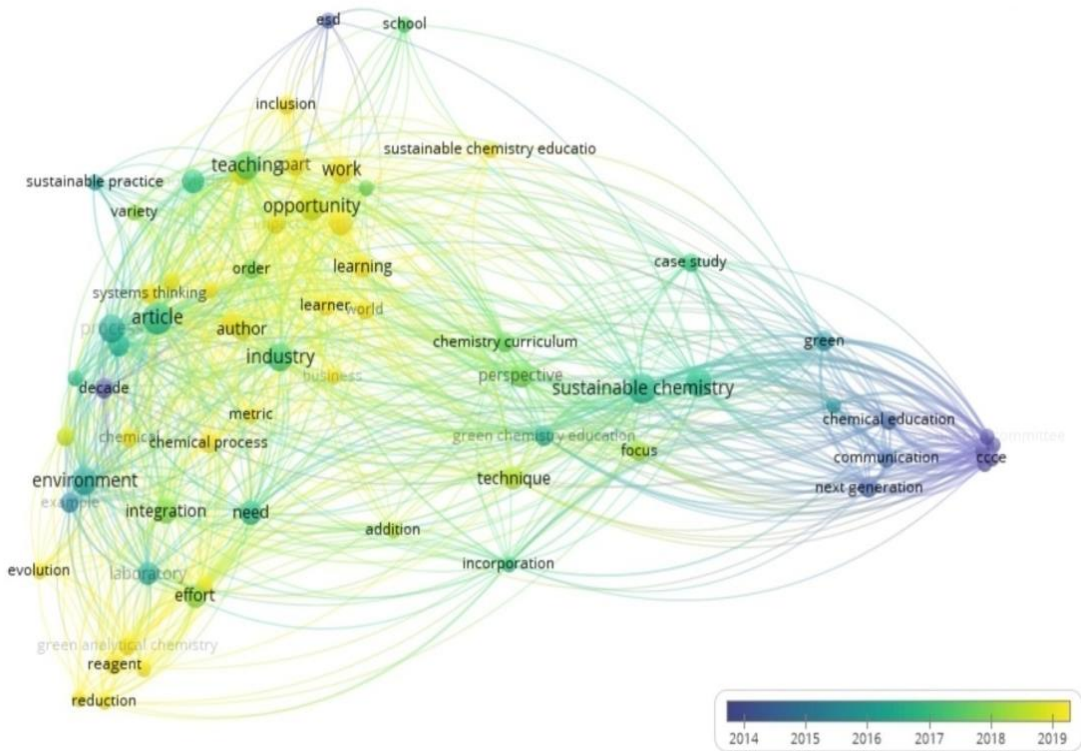 esd
school
inclusion
sustainable chemistry educatio
teaching
part
work
sustainable practice
variety
opportunity
order
learning
case study
systems thinking
learner
world
article
author
chemistry curriculum
green
industry
business
perspective
decade
sustainable chemistry
metric
chemical education
chemical
chemical process
green chemistry education
focus
communication
ccce
environment
technique
next generation
example
integration
need
addition
evolution
laboratory
incorporation
effort
green analytical chemistry
reagent
reduction
2014 2015 2016 2017 2018 2019